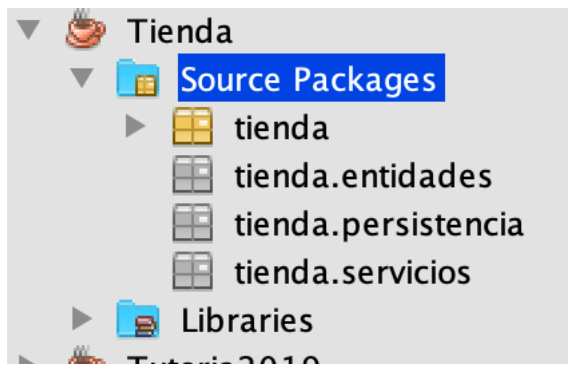 Tienda
Source Packages
tienda
tienda.entidades
tienda.persistencia
tienda.servicios
Libraries